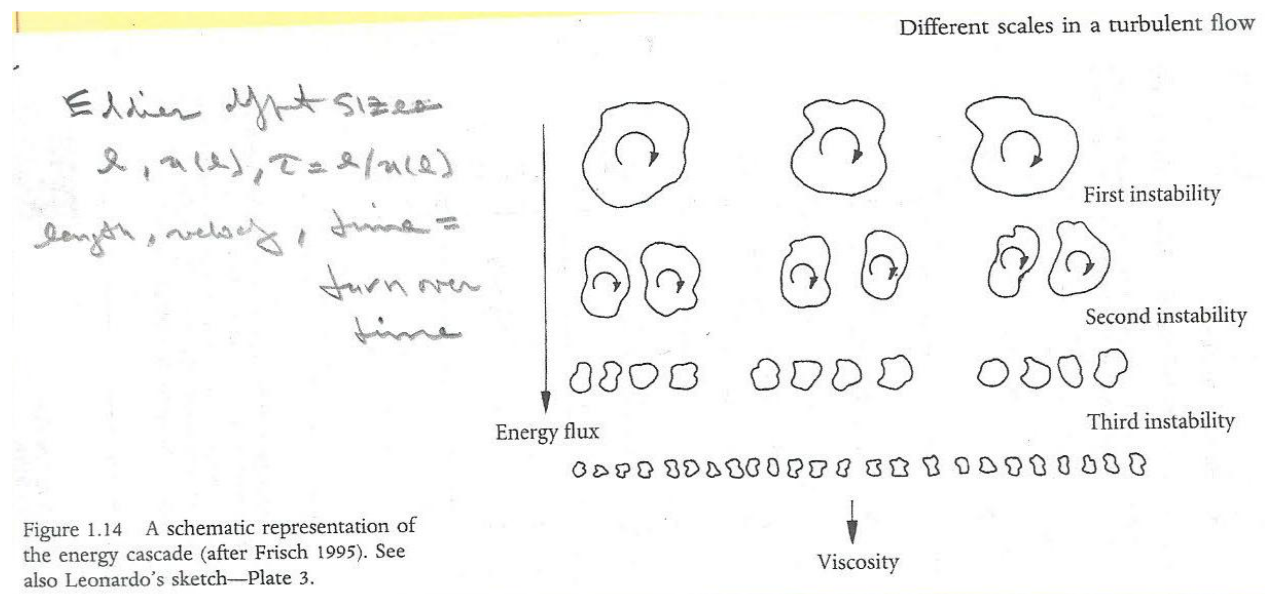 Different scales in a turbulent flow
Eddies diffnt sizes
l, u(l), τ = l/u(l)
length, velocity, time =
turn over
time
First instability
Second instability
Third instability
Energy flux
Viscosity
Figure 1.14 A schematic representation of
the energy cascade (after Frisch 1995). See
also Leonardo's sketch—Plate 3.